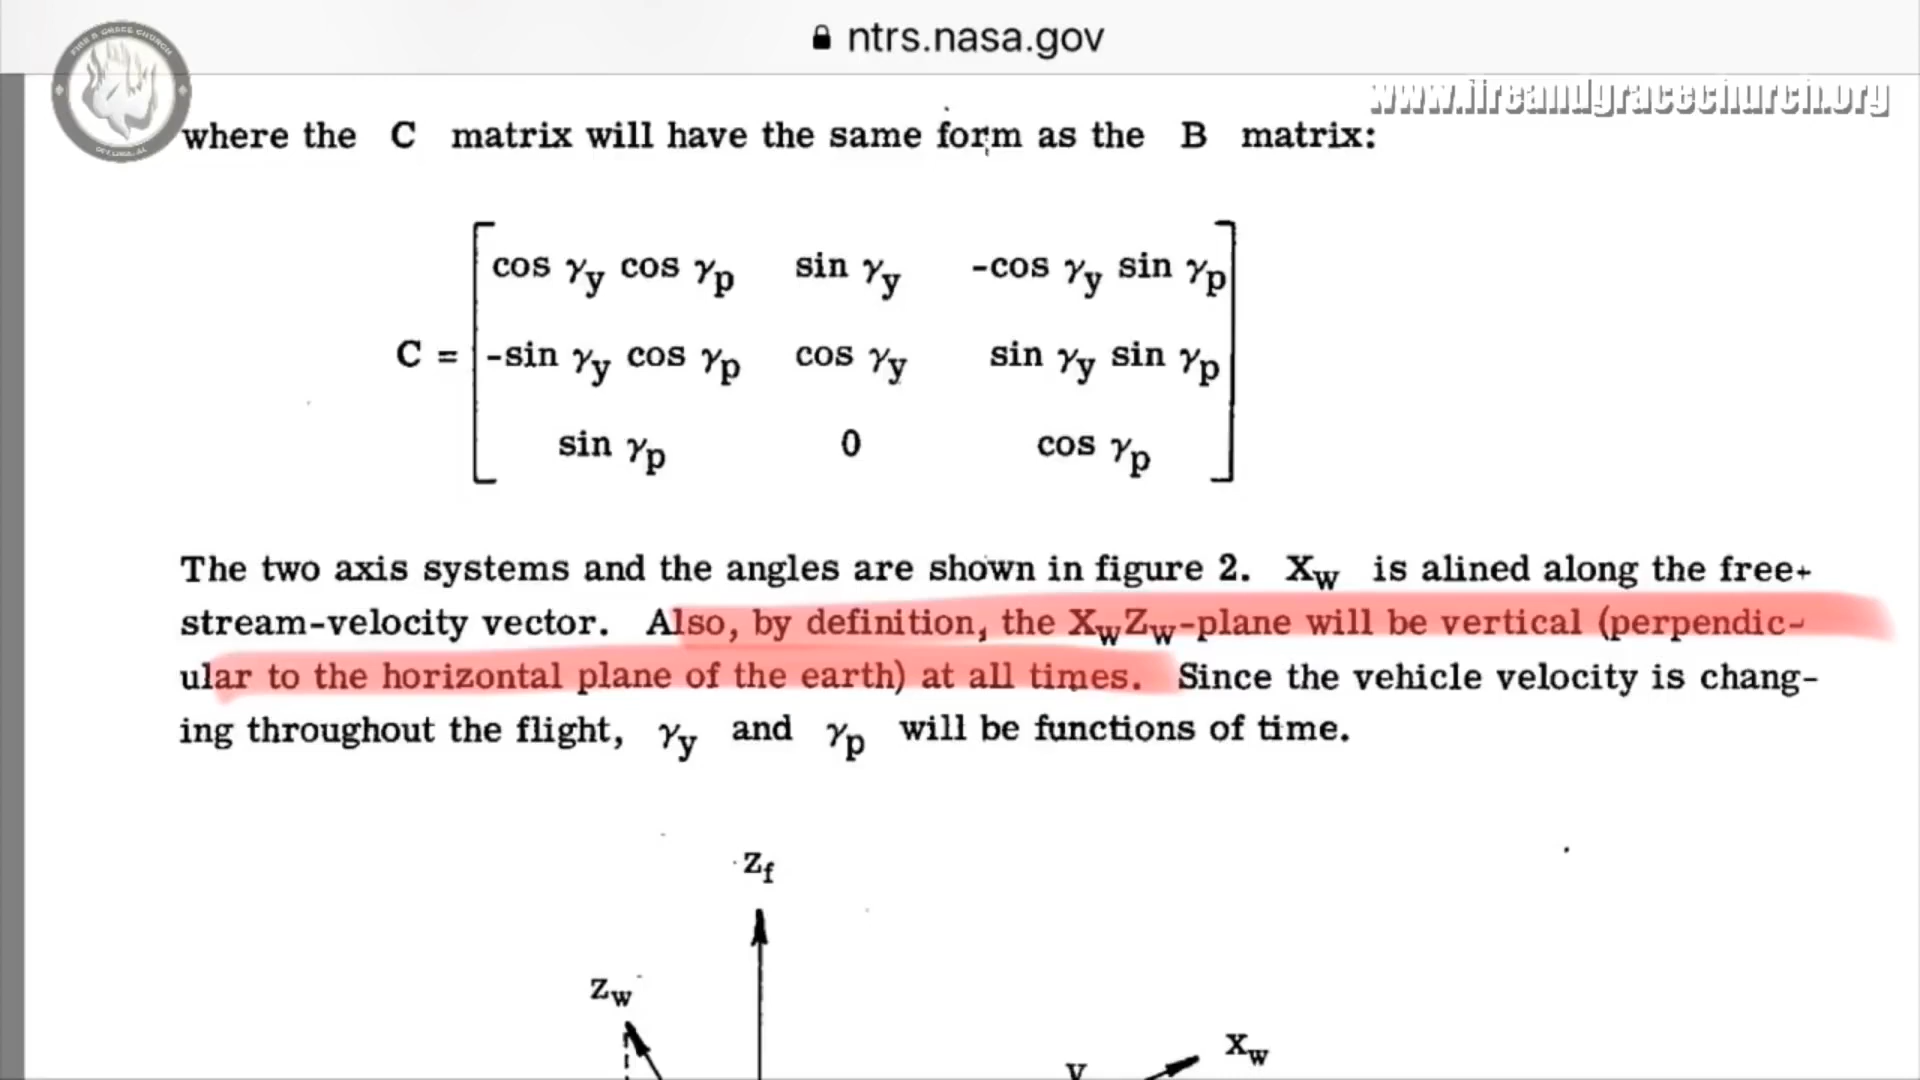 ntrs.nasa.gov
FIRE & GRACE CHURCH
www.fireandgracechurch.org
where the C matrix will have the same form as the B matrix:
cos γy cos γp sin γy -cos γy sin γp
C = -sin γy cos γp cos γy sin γy sin γp
sin γp 0 cos γp
The two axis systems and the angles are shown in figure 2. Xw is alined along the free-
stream-velocity vector. Also, by definition, the XwZw-plane will be vertical (perpendic-
ular to the horizontal plane of the earth) at all times. Since the vehicle velocity is chang-
ing throughout the flight, γy and γp will be functions of time.
Zf
Zw
Xw
V